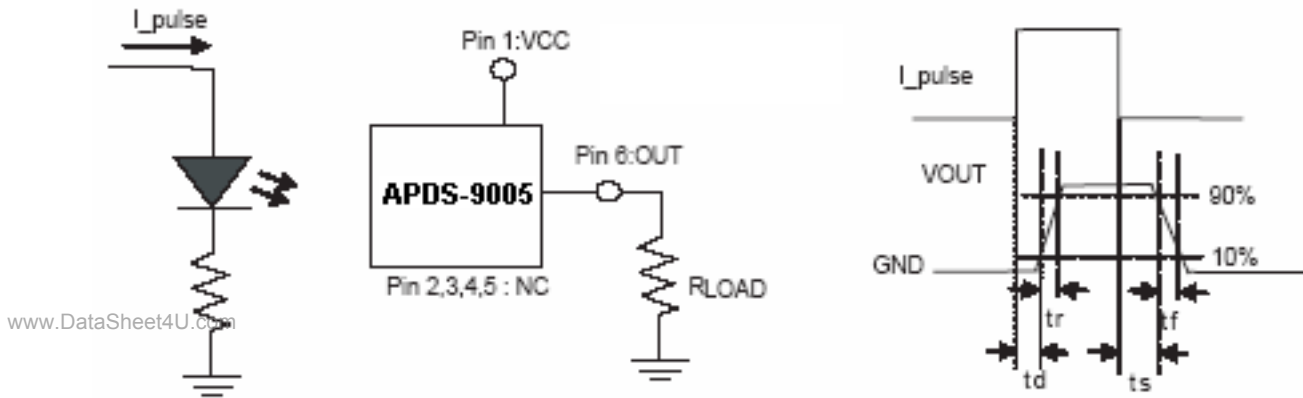 I_pulse
Pin 1:VCC
APDS-9005
Pin 6:OUT
Pin 2,3,4,5 : NC
RLOAD
www.DataSheet4U.com
I_pulse
VOUT
90%
GND
10%
tr
tf
td
ts